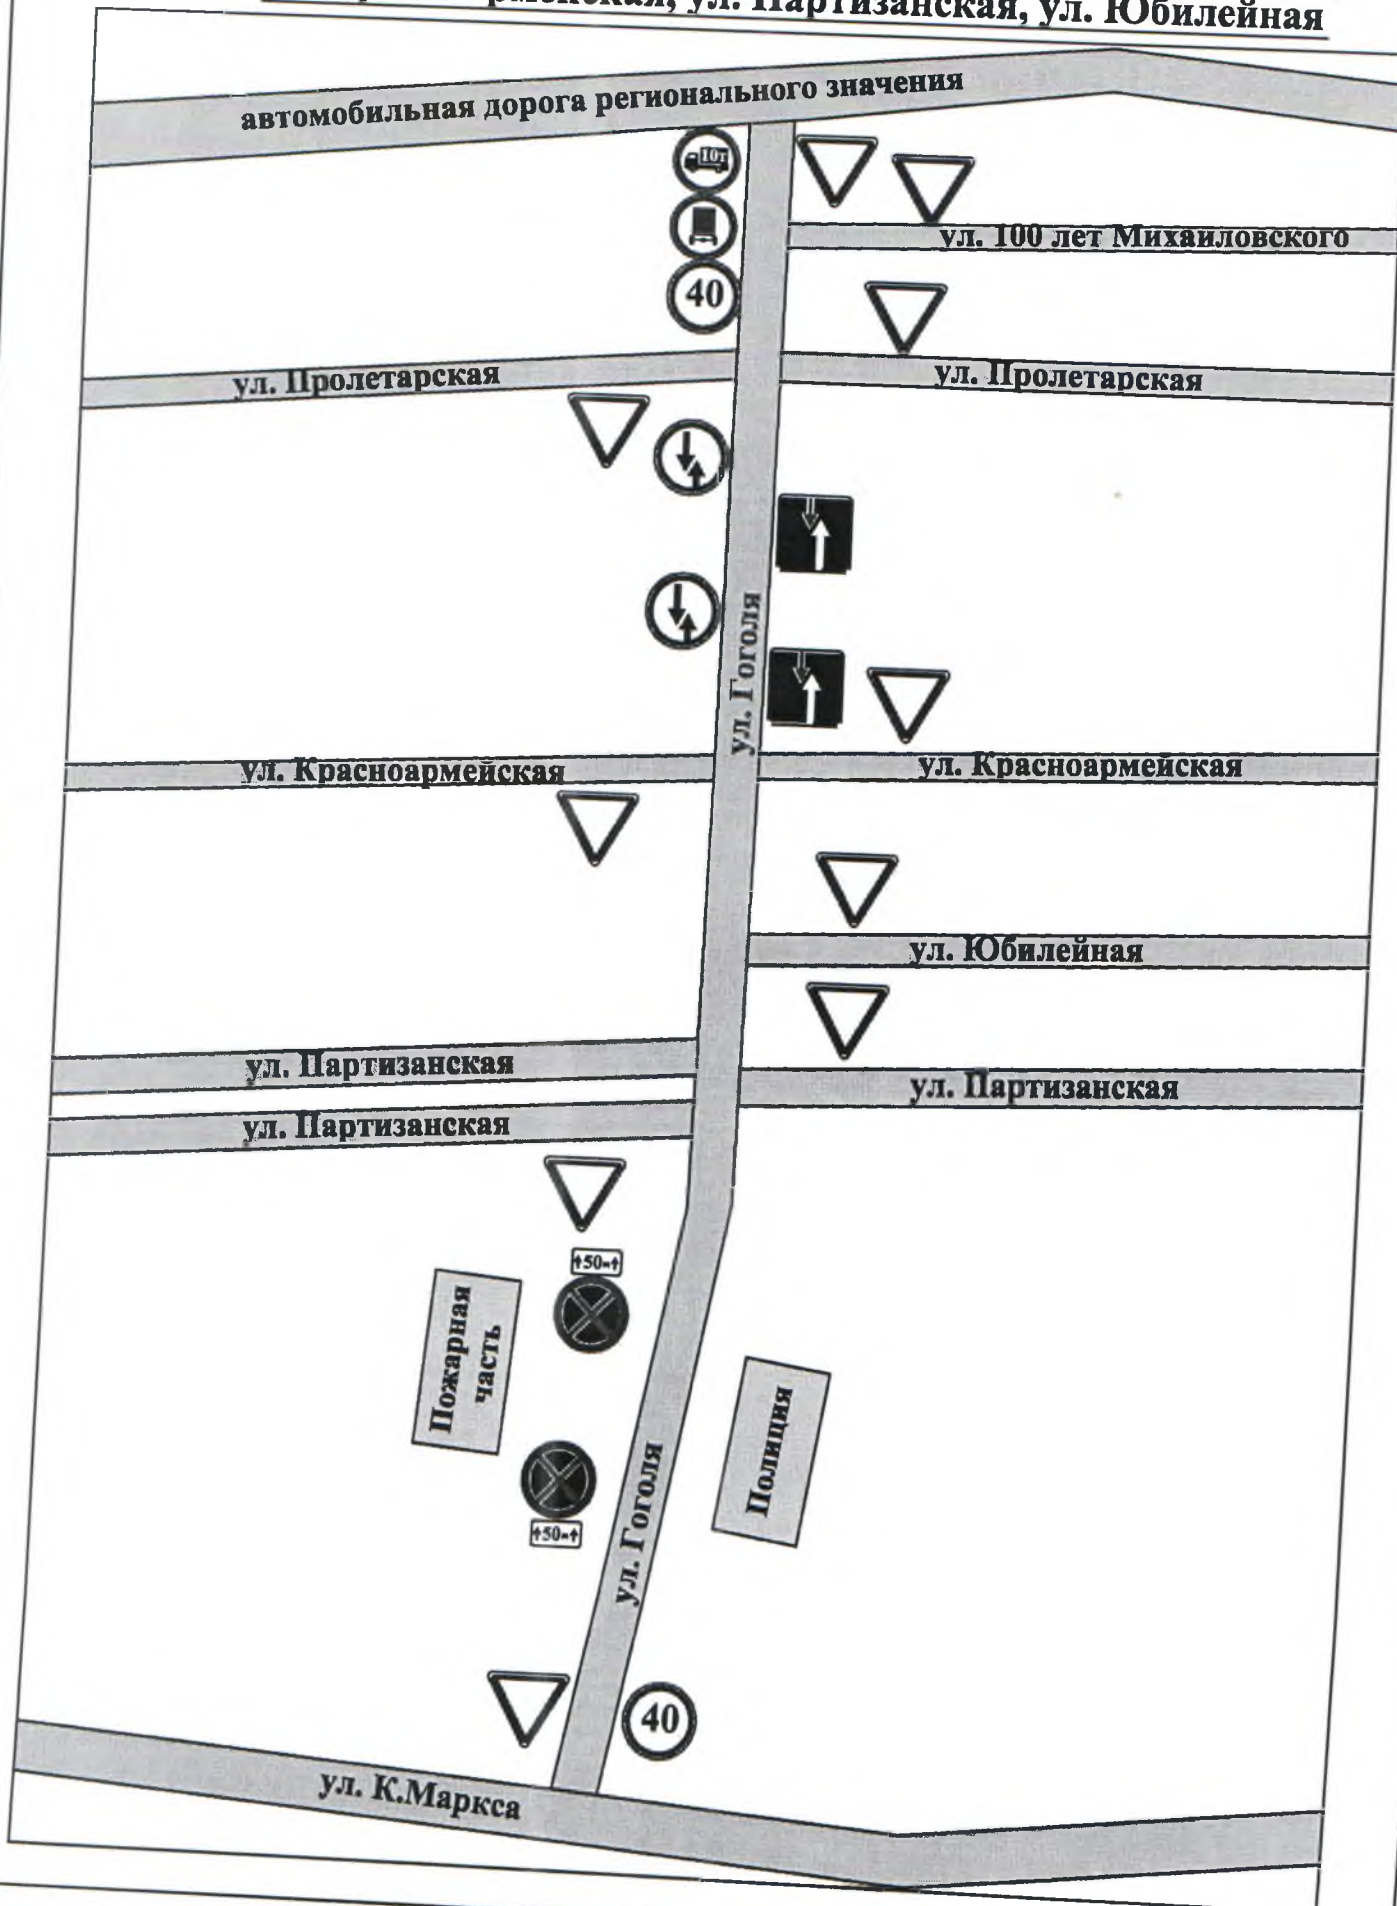 ул. Партизанская, ул. Юбилейная
автомобильная дорога регионального значения
10т
ул. 100 лет Михайловского
40
ул. Пролетарская
ул. Пролетарская
ул. Гоголя
ул. Красноармейская
ул. Красноармейская
ул. Юбилейная
ул. Партизанская
ул. Партизанская
ул. Партизанская
↑50м↑
Пожарная
часть
Полиция
↑50м↑
ул. Гоголя
40
ул. К.Маркса